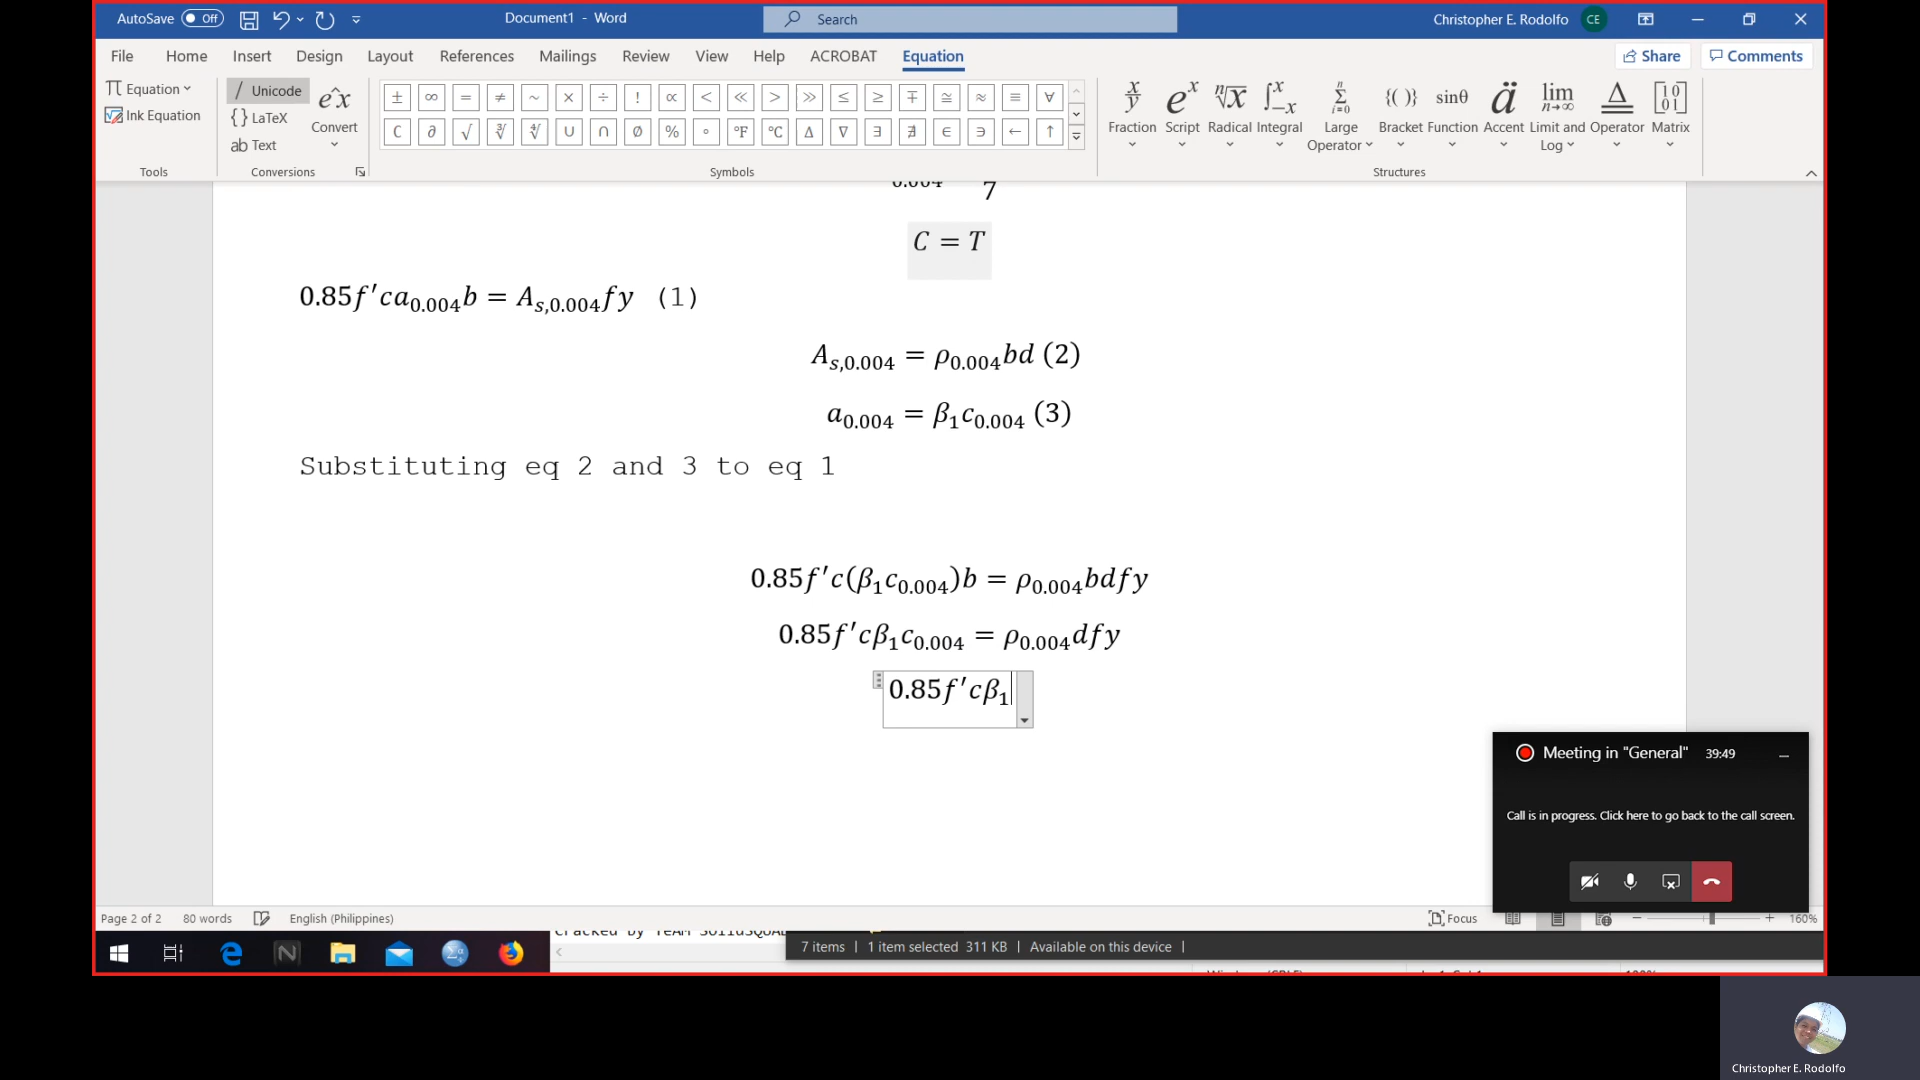 AutoSave Off Document1 - Word Search Christopher E. Rodolfo CE
File Home Insert Design Layout References Mailings Review View Help ACROBAT Equation Share Comments
π Equation
Ink Equation
Tools
/ Unicode
{} LaTeX
ab Text
Convert
Conversions
± ∞ = ≠ ~ × ÷ ! ∝ < ≪ > ≫ ≤ ≥ ∓ ≅ ≈ ≡ ∀
∁ ∂ √ ∛ ∜ ∪ ∩ ∅ % ° °F °C ∆ ∇ ∃ ∄ ∈ ∋ ← ↑
Symbols
Fraction Script Radical Integral Large Operator Bracket Function Accent Limit and Log Operator Matrix
Structures
0.004 7
C = T
0.85f′ca₀.₀₀₄b = Aₛ,₀.₀₀₄fy (1)
Aₛ,₀.₀₀₄ = ρ₀.₀₀₄bd (2)
a₀.₀₀₄ = β₁c₀.₀₀₄ (3)
Substituting eq 2 and 3 to eq 1
0.85f′c(β₁c₀.₀₀₄)b = ρ₀.₀₀₄bdfy
0.85f′cβ₁c₀.₀₀₄ = ρ₀.₀₀₄dfy
0.85f′cβ₁
Meeting in "General" 39:49
Call is in progress. Click here to go back to the call screen.
Page 2 of 2 80 words English (Philippines) Focus 160%
7 items 1 item selected 311 KB Available on this device
Christopher E. Rodolfo